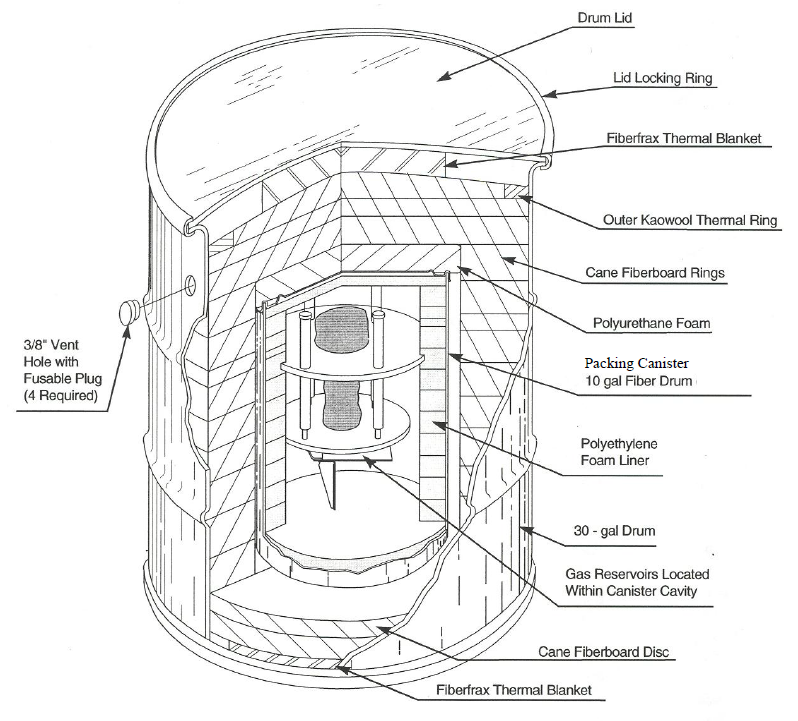 Drum Lid
Lid Locking Ring
Fiberfrax Thermal Blanket
Outer Kaowool Thermal Ring
Cane Fiberboard Rings
Polyurethane Foam
3/8" Vent
Hole with
Fusable Plug
(4 Required)
Packing Canister
10 gal Fiber Drum
Polyethylene
Foam Liner
30 - gal Drum
Gas Reservoirs Located
Within Canister Cavity
Cane Fiberboard Disc
Fiberfrax Thermal Blanket